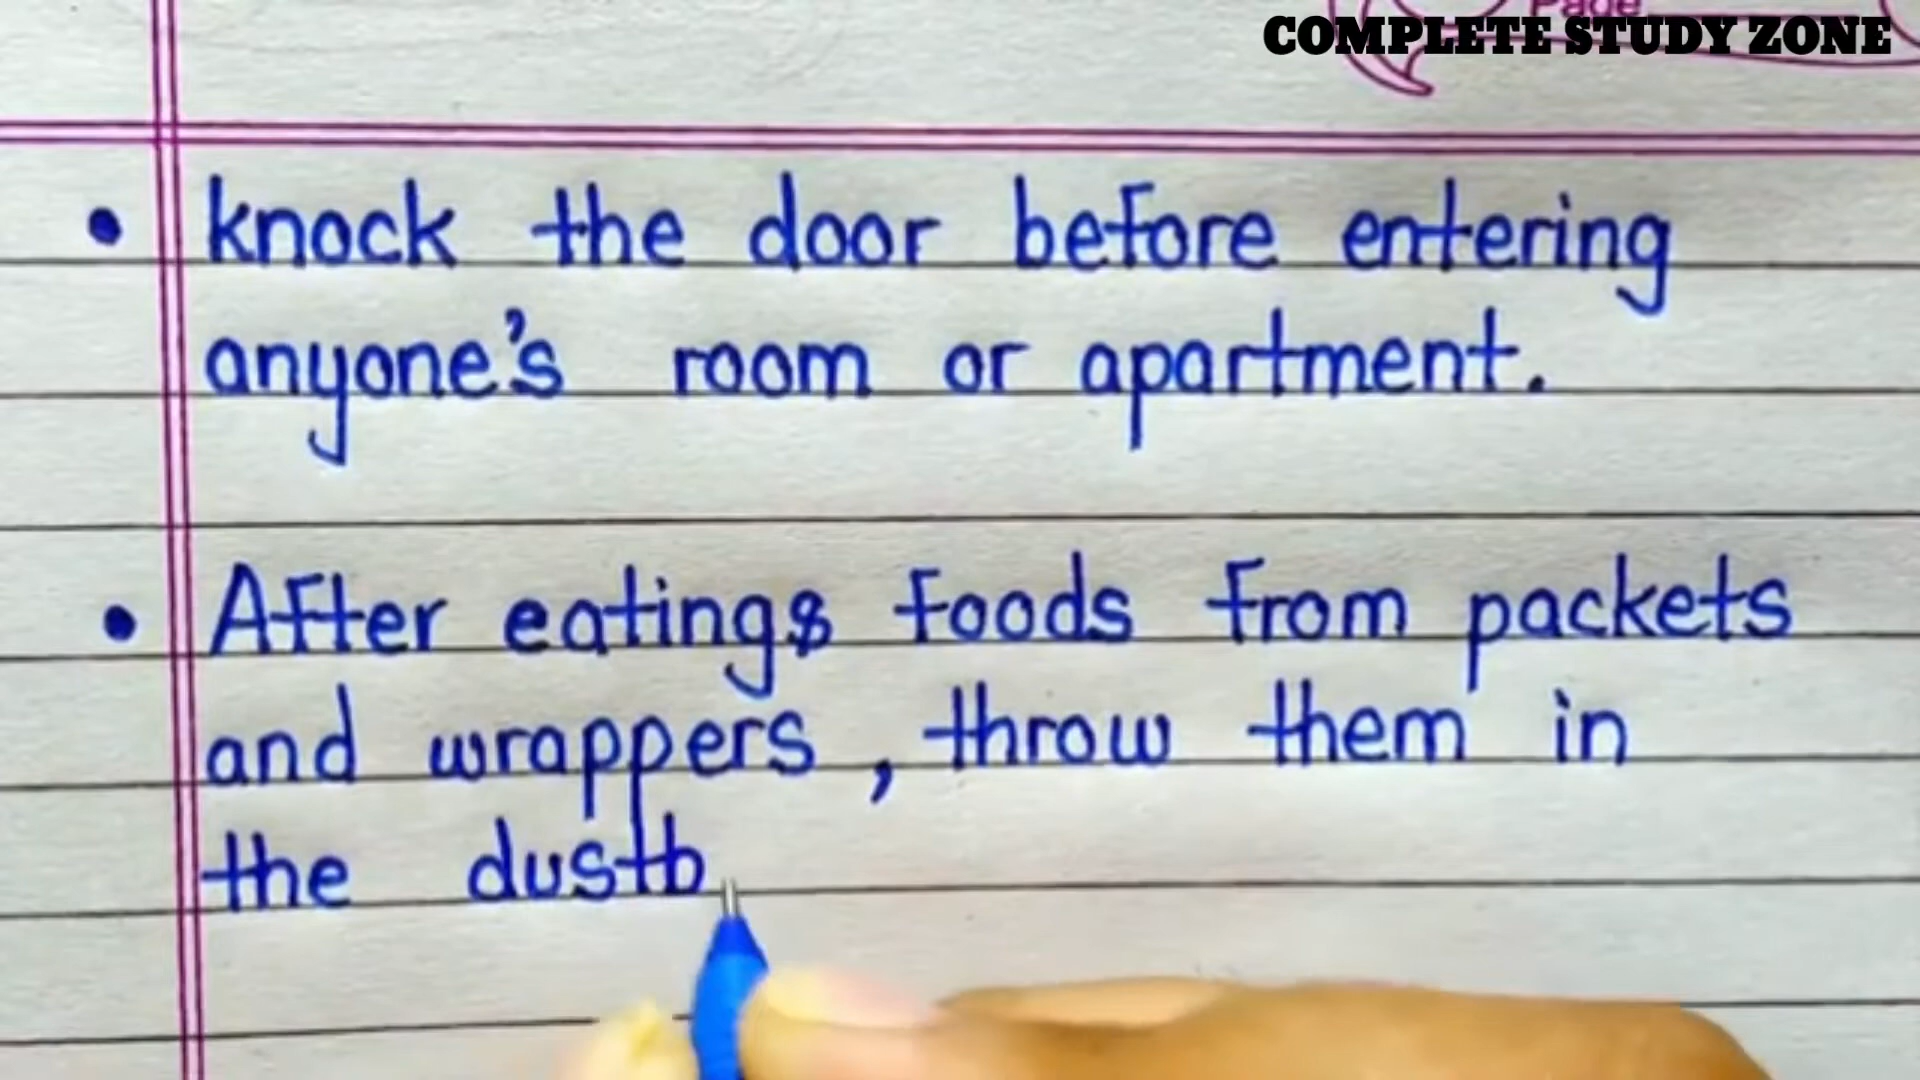 Page
COMPLETE STUDY ZONE
• knock the door before entering
anyone's room or apartment.
• After eatings foods from packets
and wrappers, throw them in
the dustb